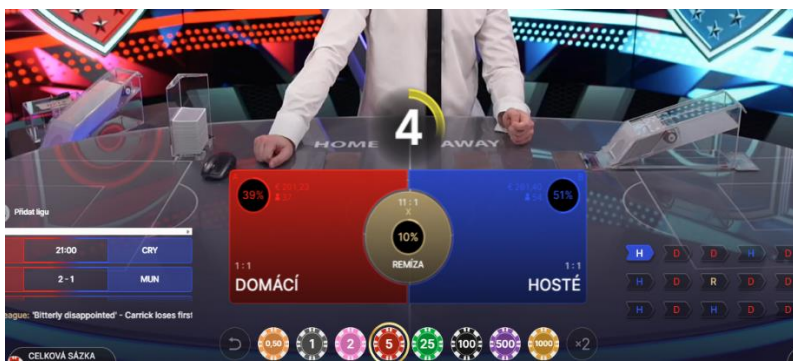 4
HOME AWAY
39%
51%
11 : 1
X
10%
REMÍZA
1 : 1
DOMÁCÍ
1 : 1
HOSTÉ
Přidat ligu
21:00 CRY
2 - 1 MUN
eague: 'Bitterly disappointed' - Carrick loses first
CELKOVÁ SÁZKA
0,50 1 2 5 25 100 500 1000 ×2
H D D H D
H D R D D
H D H D D